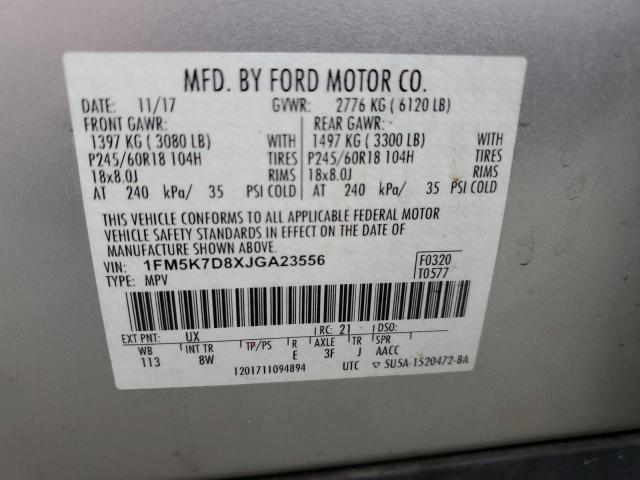 MFD. BY FORD MOTOR CO.
DATE: 11/17 GVWR: 2776 KG ( 6120 LB)
FRONT GAWR: REAR GAWR:
1397 KG ( 3080 LB) WITH 1497 KG ( 3300 LB) WITH
P245/60R18 104H TIRES P245/60R18 104H TIRES
18x8.0J RIMS 18x8.0J RIMS
AT 240 kPa/ 35 PSI COLD AT 240 kPa/ 35 PSI COLD
THIS VEHICLE CONFORMS TO ALL APPLICABLE FEDERAL MOTOR
VEHICLE SAFETY STANDARDS IN EFFECT ON THE DATE OF
MANUFACTURE SHOWN ABOVE.
VIN: 1FM5K7D8XJGA23556 F0320
TYPE: MPV T0577
EXT PNT: UX RC: 21 DSO:
WB INT TR TP/PS R AXLE TR SPR
113 8W E 3F J AACC
1201711094894 UTC ▽ SU5A-1520472-BA